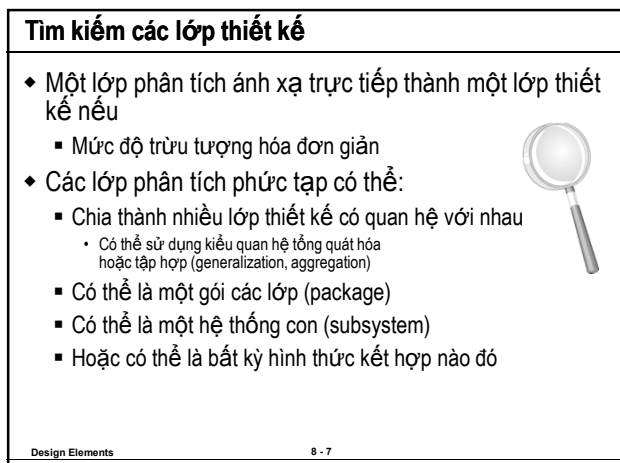 Tìm kiếm các lớp thiết kế
◆ Một lớp phân tích ánh xạ trực tiếp thành một lớp thiết
kế nếu
▪ Mức độ trừu tượng hóa đơn giản
◆ Các lớp phân tích phức tạp có thể:
▪ Chia thành nhiều lớp thiết kế có quan hệ với nhau
• Có thể sử dụng kiểu quan hệ tổng quát hóa
hoặc tập hợp (generalization, aggregation)
▪ Có thể là một gói các lớp (package)
▪ Có thể là một hệ thống con (subsystem)
▪ Hoặc có thể là bất kỳ hình thức kết hợp nào đó
Design Elements 8 - 7